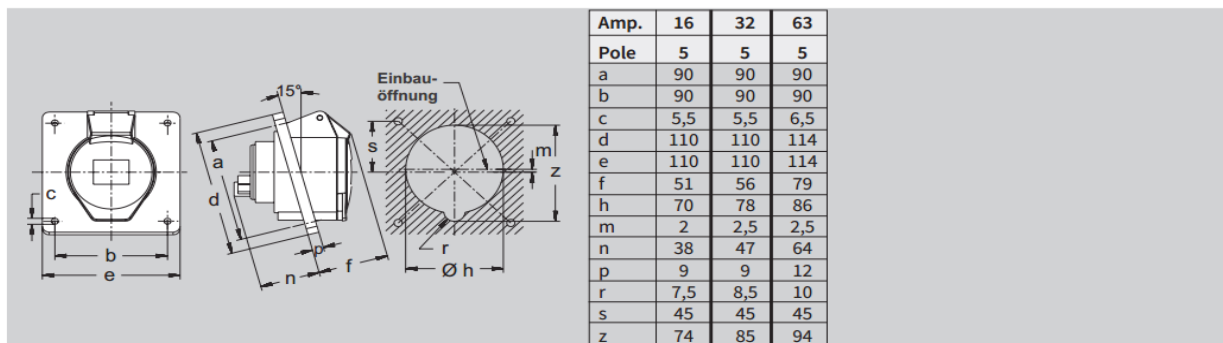 15°
Einbau-
öffnung
s
m
z
a
d
c
b
e
p
n
f
r
Ø h
Amp. 16 32 63
Pole 5 5 5
a 90 90 90
b 90 90 90
c 5,5 5,5 6,5
d 110 110 114
e 110 110 114
f 51 56 79
h 70 78 86
m 2 2,5 2,5
n 38 47 64
p 9 9 12
r 7,5 8,5 10
s 45 45 45
z 74 85 94